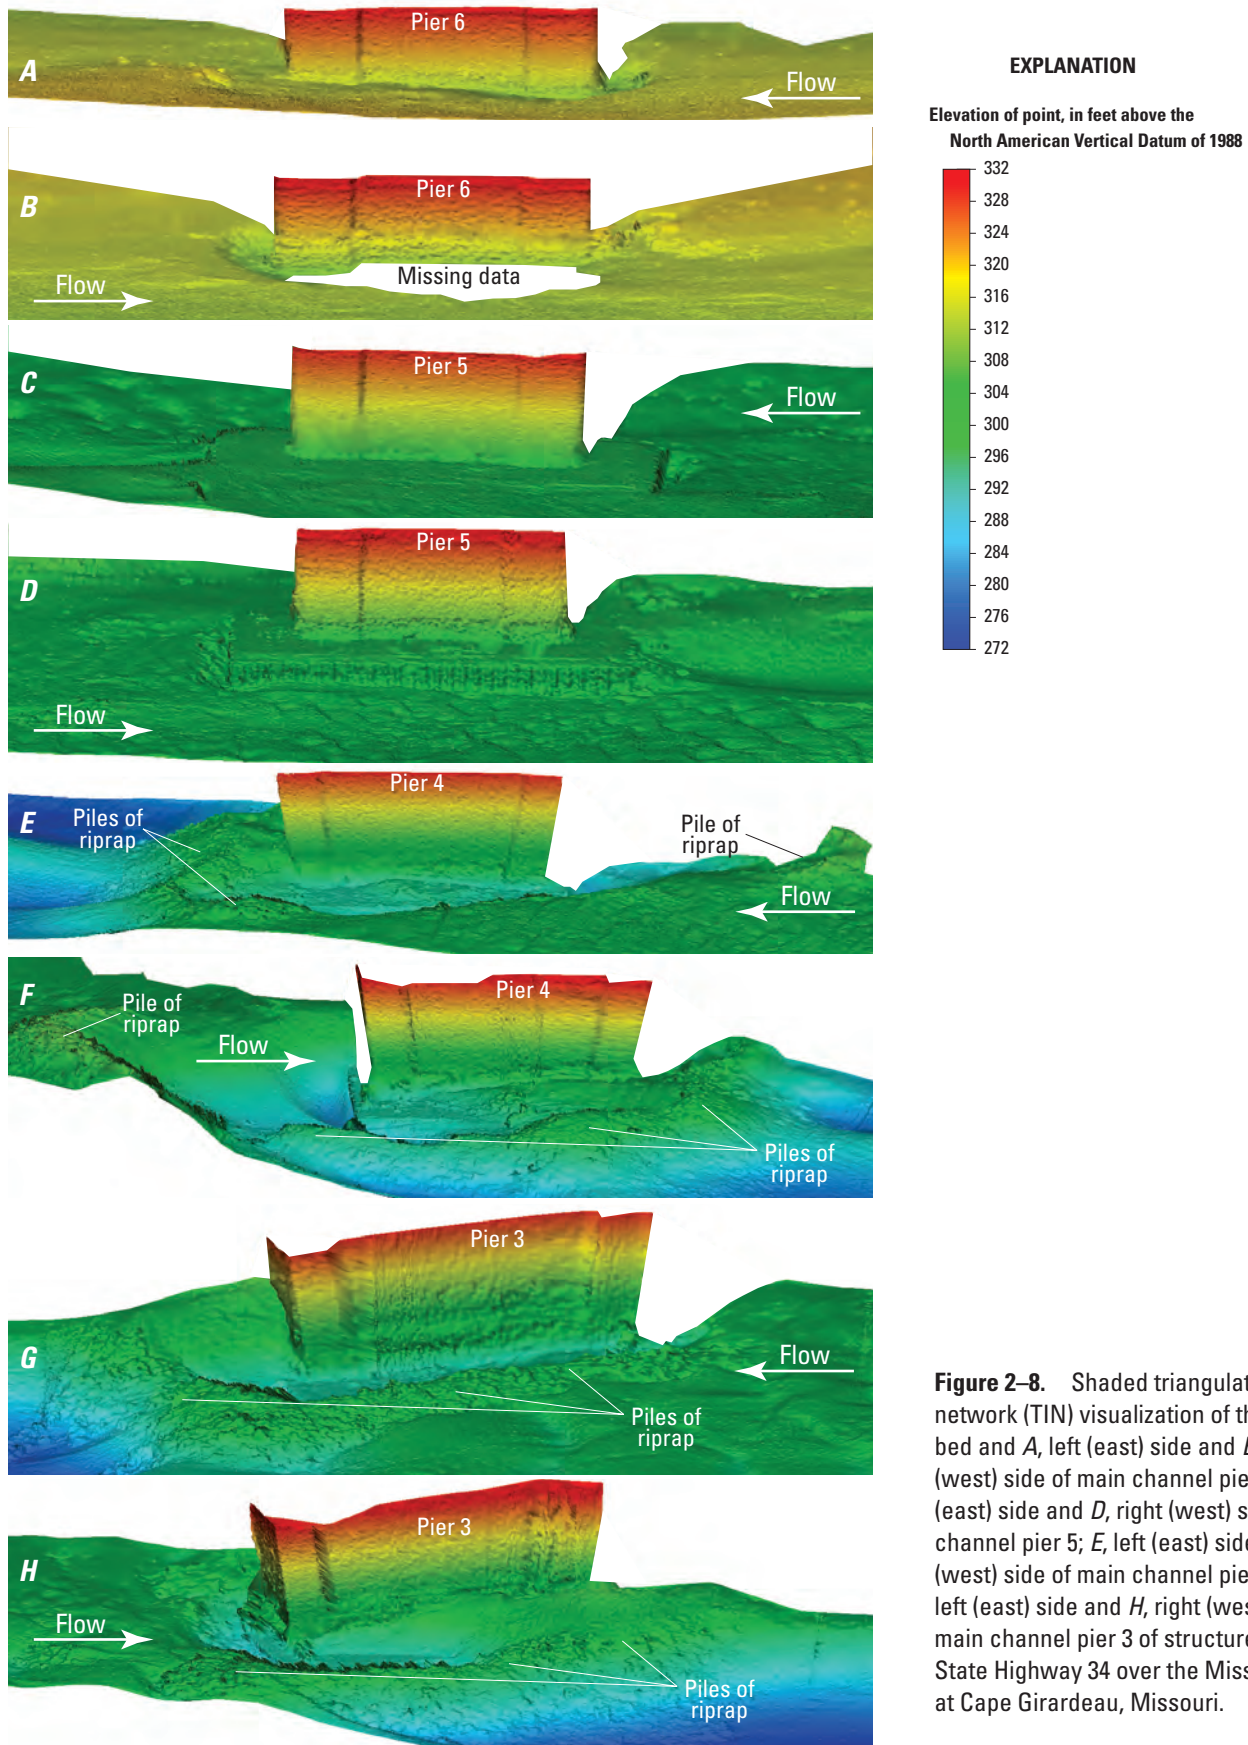 A
Pier 6
Flow
B
Pier 6
Missing data
Flow
C
Pier 5
Flow
D
Pier 5
Flow
E
Piles of
riprap
Pier 4
Pile of
riprap
Flow
F
Pile of
riprap
Flow
Pier 4
Piles of
riprap
G
Pier 3
Flow
Piles of
riprap
H
Pier 3
Flow
Piles of
riprap
EXPLANATION
Elevation of point, in feet above the
North American Vertical Datum of 1988
332
328
324
320
316
312
308
304
300
296
292
288
284
280
276
272
Figure 2–8. Shaded triangulat
network (TIN) visualization of th
bed and A, left (east) side and
(west) side of main channel pie
(east) side and D, right (west) s
channel pier 5; E, left (east) side
(west) side of main channel pie
left (east) side and H, right (wes
main channel pier 3 of structure
State Highway 34 over the Miss
at Cape Girardeau, Missouri.